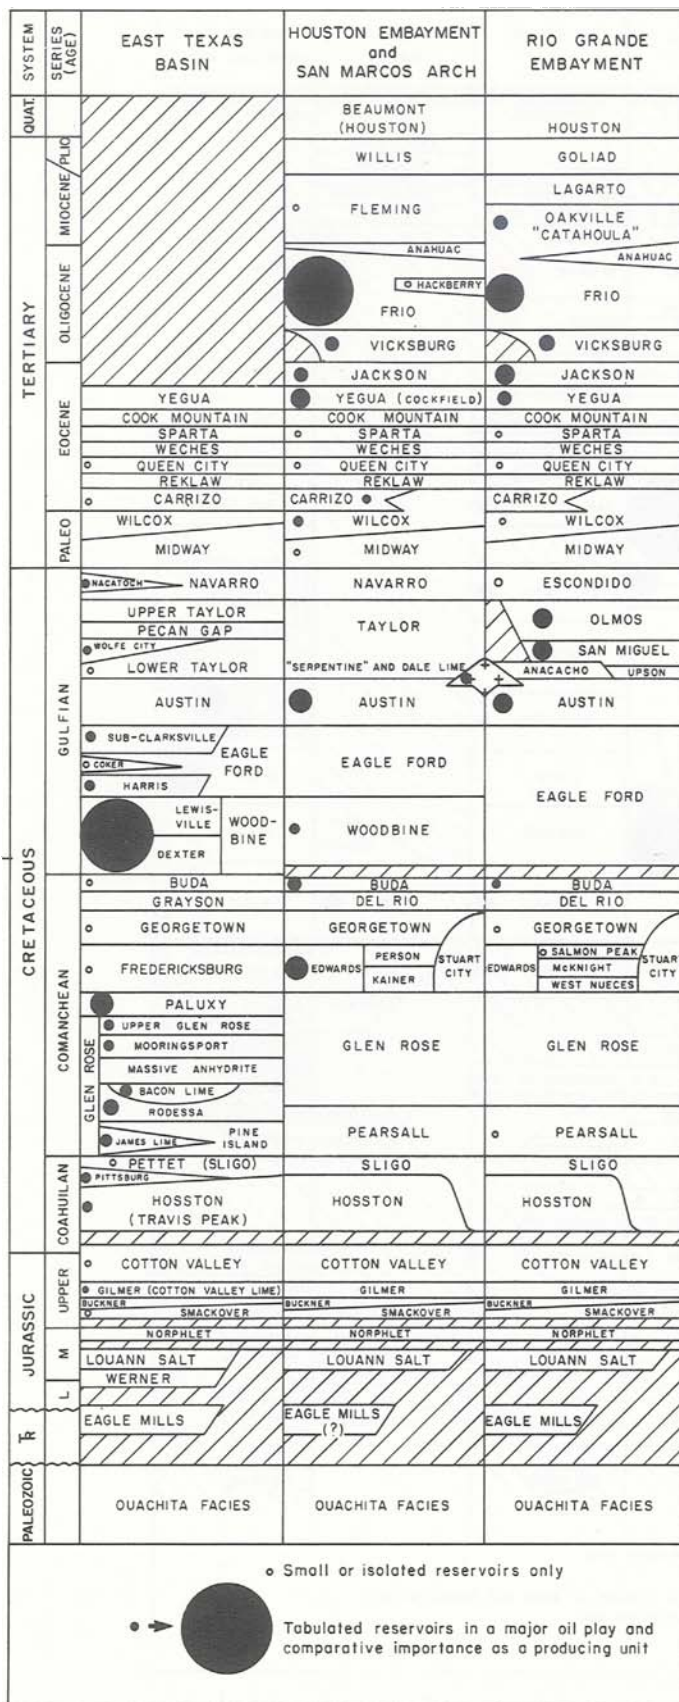 SYSTEM
SERIES
(AGE)
EAST TEXAS
BASIN
HOUSTON EMBAYMENT
and
SAN MARCOS ARCH
RIO GRANDE
EMBAYMENT
QUAT.
BEAUMONT
(HOUSTON)
HOUSTON
TERTIARY
MIOCENE
PLIO
WILLIS
GOLIAD
FLEMING
LAGARTO
OAKVILLE
"CATAHOULA"
OLIGOCENE
ANAHUAC
ANAHUAC
HACKBERRY
FRIO
FRIO
VICKSBURG
VICKSBURG
EOCENE
JACKSON
JACKSON
YEGUA
YEGUA (COCKFIELD)
YEGUA
COOK MOUNTAIN
COOK MOUNTAIN
COOK MOUNTAIN
SPARTA
SPARTA
SPARTA
WECHES
WECHES
WECHES
QUEEN CITY
QUEEN CITY
QUEEN CITY
REKLAW
REKLAW
REKLAW
CARRIZO
CARRIZO
CARRIZO
PALEO
WILCOX
WILCOX
WILCOX
MIDWAY
MIDWAY
MIDWAY
CRETACEOUS
GULFIAN
NACATOCH
NAVARRO
NAVARRO
ESCONDIDO
UPPER TAYLOR
TAYLOR
OLMOS
PECAN GAP
WOLFE CITY
SAN MIGUEL
LOWER TAYLOR
"SERPENTINE" AND DALE LIME
ANACACHO
UPSON
AUSTIN
AUSTIN
AUSTIN
SUB-CLARKSVILLE
EAGLE
FORD
COKER
HARRIS
EAGLE FORD
EAGLE FORD
LEWIS-
VILLE
DEXTER
WOOD-
BINE
WOODBINE
COMANCHEAN
BUDA
BUDA
BUDA
GRAYSON
DEL RIO
DEL RIO
GEORGETOWN
GEORGETOWN
GEORGETOWN
FREDERICKSBURG
EDWARDS
PERSON
KAINER
STUART
CITY
EDWARDS
SALMON PEAK
McKNIGHT
WEST NUECES
STUART
CITY
PALUXY
GLEN ROSE
UPPER GLEN ROSE
MOORINGSPORT
MASSIVE ANHYDRITE
BACON LIME
RODESSA
JAMES LIME
PINE
ISLAND
GLEN ROSE
GLEN ROSE
PEARSALL
PEARSALL
COAHUILAN
PETTET (SLIGO)
SLIGO
SLIGO
PITTSBURG
HOSSTON
(TRAVIS PEAK)
HOSSTON
HOSSTON
JURASSIC
UPPER
COTTON VALLEY
COTTON VALLEY
COTTON VALLEY
GILMER (COTTON VALLEY LIME)
GILMER
GILMER
BUCKNER
BUCKNER
BUCKNER
SMACKOVER
SMACKOVER
SMACKOVER
M
NORPHLET
NORPHLET
NORPHLET
LOUANN SALT
LOUANN SALT
LOUANN SALT
WERNER
L
TR
EAGLE MILLS
EAGLE MILLS
(?)
EAGLE MILLS
PALEOZOIC
OUACHITA FACIES
OUACHITA FACIES
OUACHITA FACIES
Small or isolated reservoirs only
Tabulated reservoirs in a major oil play and
comparative importance as a producing unit